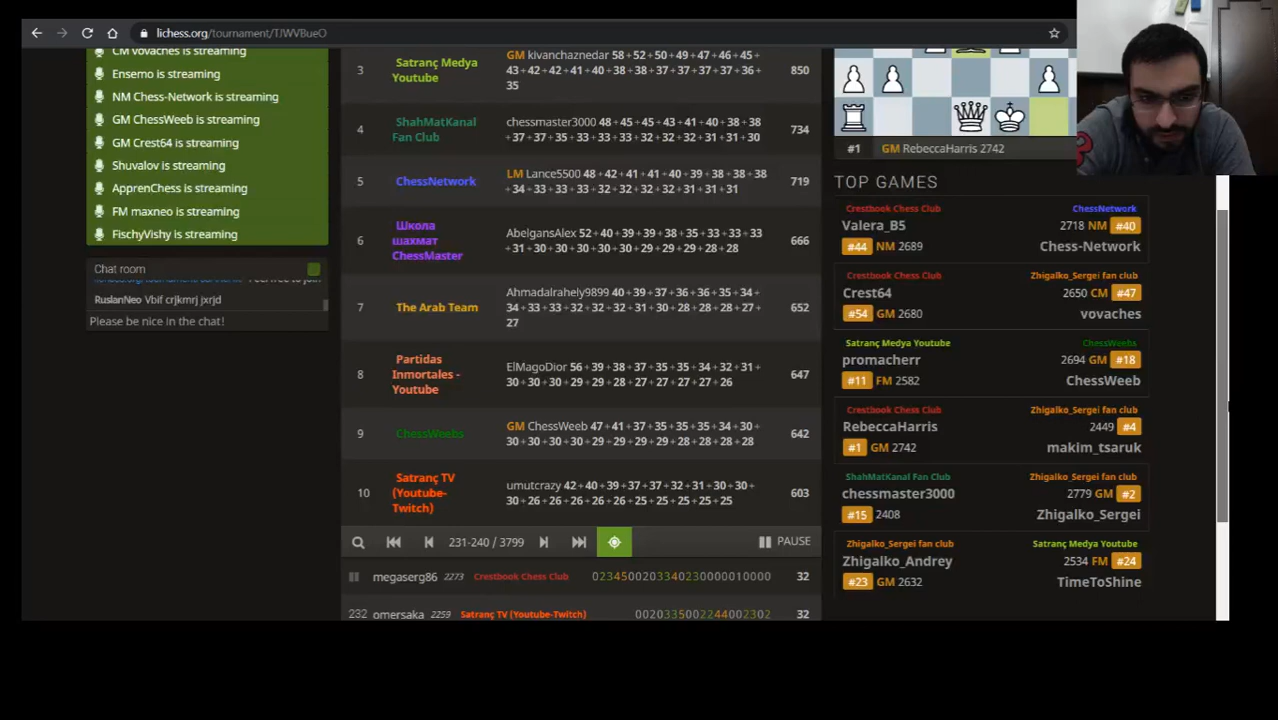 lichess.org/tournament/TJWVBueO
CM vovaches is streaming
Ensemo is streaming
NM Chess-Network is streaming
GM ChessWeeb is streaming
GM Crest64 is streaming
Shuvalov is streaming
ApprenChess is streaming
FM maxneo is streaming
FischyVishy is streaming
Chat room
RuslanNeo Vbif crjkmrj jxrjd
Please be nice in the chat!
3
Satranç Medya
Youtube
GM kivanchaznedar 58+52+50+49+47+46+45+
43+42+42+41+40+38+38+37+37+37+37+36+
35
850
4
ShahMatKanal
Fan Club
chessmaster3000 48+45+45+43+41+40+38+38
+37+37+35+33+33+33+32+32+32+31+31+30
734
5
ChessNetwork
LM Lance5500 48+42+41+41+40+39+38+38+38
+34+33+33+33+32+32+32+32+31+31+31
719
6
Школа
шахмат
ChessMaster
AbelgansAlex 52+40+39+39+38+35+33+33+33
+31+30+30+30+30+30+29+29+29+28+28
666
7
The Arab Team
Ahmadalrahely9899 40+39+37+36+36+35+34+
34+33+33+32+32+32+31+30+28+28+28+27+
27
652
8
Partidas
Inmortales -
Youtube
ElMagoDior 56+39+38+37+35+35+34+32+31+
30+30+30+29+29+28+27+27+27+27+26
647
9
ChessWeebs
GM ChessWeeb 47+41+37+35+35+35+34+30+
30+30+30+30+29+29+29+29+28+28+28+28
642
10
Satranç TV
(Youtube-
Twitch)
umutcrazy 42+40+39+37+37+32+31+30+30+
30+26+26+26+26+26+25+25+25+25+25
603
231-240 / 3799
PAUSE
megaserg86 2273 Crestbook Chess Club 0234500203340230000010000 32
232 omersaka 2259 Satranç TV (Youtube-Twitch) 32
#1 GM RebeccaHarris 2742
TOP GAMES
Crestbook Chess Club ChessNetwork
Valera_B5 2718 NM #40
#44 NM 2689 Chess-Network
Crestbook Chess Club Zhigalko_Sergei fan club
Crest64 2650 CM #47
#54 GM 2680 vovaches
Satranç Medya Youtube ChessWeebs
promacherr 2694 GM #18
#11 FM 2582 ChessWeeb
Crestbook Chess Club Zhigalko_Sergei fan club
RebeccaHarris 2449 #4
#1 GM 2742 makim_tsaruk
ShahMatKanal Fan Club Zhigalko_Sergei fan club
chessmaster3000 2779 GM #2
#15 2408 Zhigalko_Sergei
Zhigalko_Sergei fan club Satranç Medya Youtube
Zhigalko_Andrey 2534 FM #24
#23 GM 2632 TimeToShine